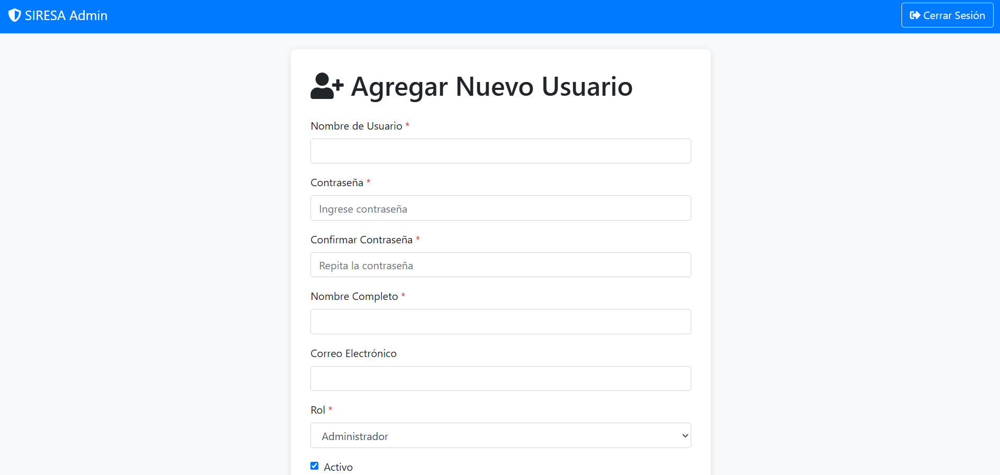 SIRESA Admin
Cerrar Sesión
Agregar Nuevo Usuario
Nombre de Usuario *
Contraseña *
Ingrese contraseña
Confirmar Contraseña *
Repita la contraseña
Nombre Completo *
Correo Electrónico
Rol *
Administrador
Activo